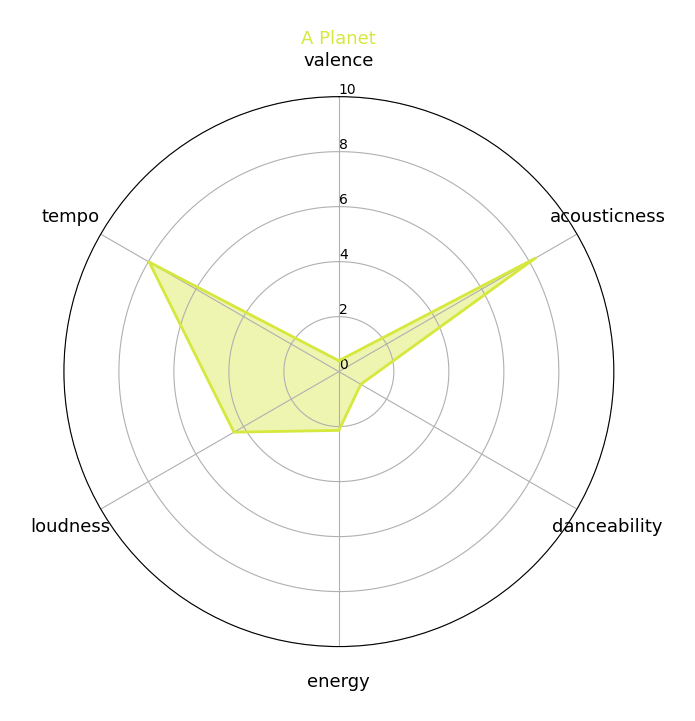 A Planet
valence
10
8
6
4
2
0
tempo
acousticness
loudness
danceability
energy